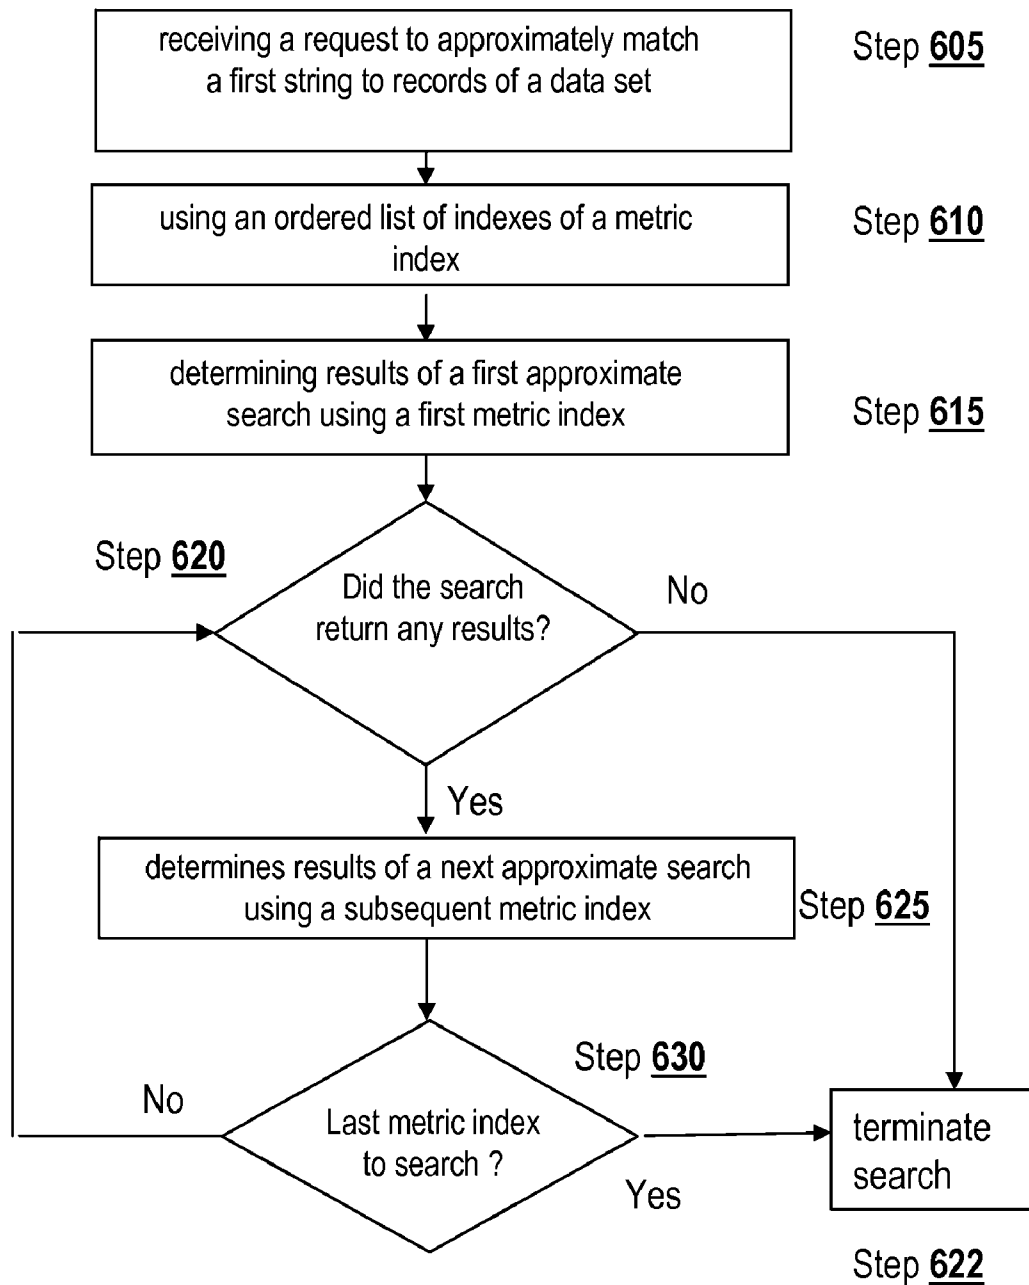 receiving a request to approximately match
a first string to records of a data set
Step 605
using an ordered list of indexes of a metric
index
Step 610
determining results of a first approximate
search using a first metric index
Step 615
Step 620
Did the search
return any results?
No
Yes
determines results of a next approximate search
using a subsequent metric index
Step 625
Step 630
No
Last metric index
to search ?
Yes
terminate
search
Step 622